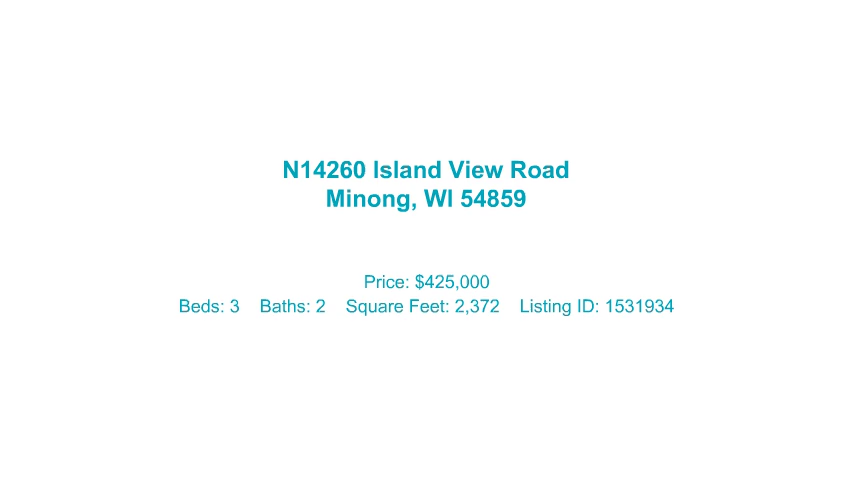 N14260 Island View Road
Minong, WI 54859
Price: $425,000
Beds: 3    Baths: 2    Square Feet: 2,372    Listing ID: 1531934